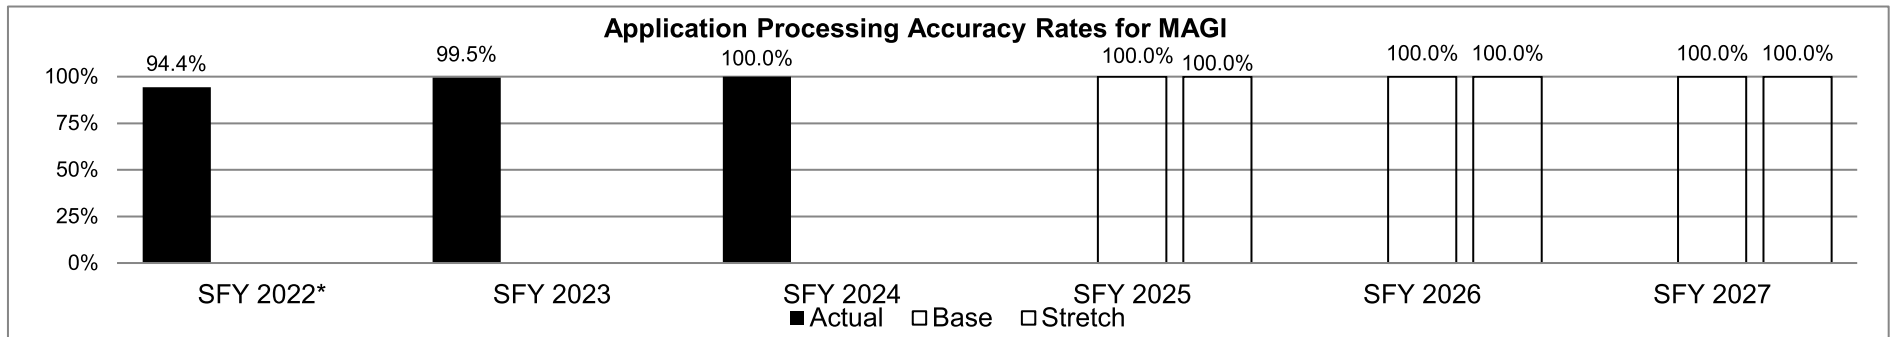 Application Processing Accuracy Rates for MAGI
94.4% 99.5% 100.0% 100.0% 100.0% 100.0% 100.0% 100.0% 100.0%
100%
75%
50%
25%
0%
SFY 2022* SFY 2023 SFY 2024 SFY 2025 SFY 2026 SFY 2027
Actual Base Stretch